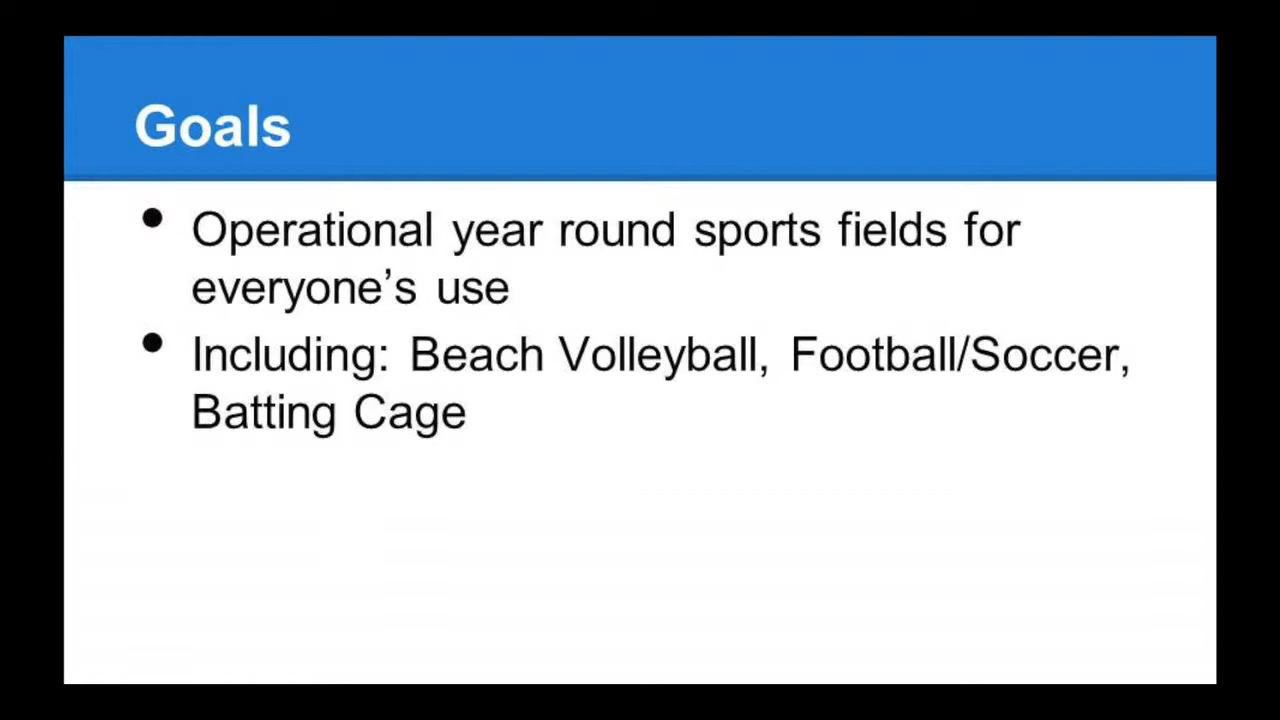 Goals
• Operational year round sports fields for
everyone’s use
• Including: Beach Volleyball, Football/Soccer,
Batting Cage